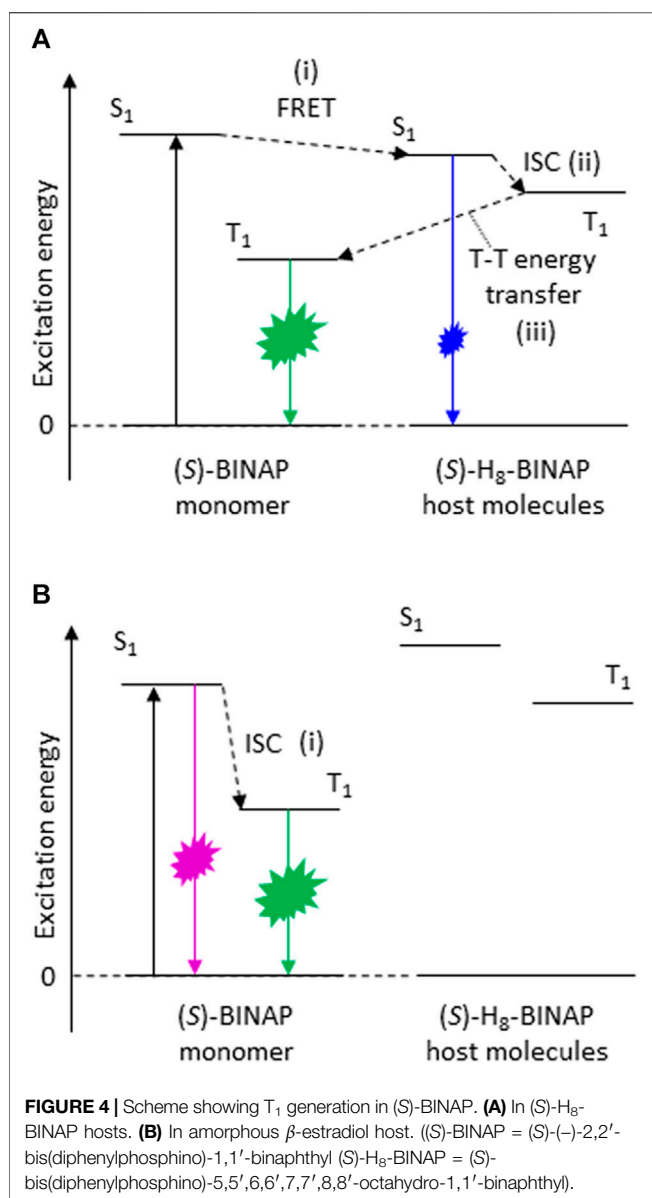 A
(i)
FRET
S₁
S₁
ISC (ii)
T₁
T₁
T-T energy
transfer
(iii)
Excitation energy
0
(S)-BINAP
monomer
(S)-H₈-BINAP
host molecules
B
S₁
S₁
T₁
ISC (i)
T₁
Excitation energy
0
(S)-BINAP
monomer
(S)-H₈-BINAP
host molecules
FIGURE 4 | Scheme showing T₁ generation in (S)-BINAP. (A) In (S)-H₈-
BINAP hosts. (B) In amorphous β-estradiol host. ((S)-BINAP = (S)-(–)-2,2′-
bis(diphenylphosphino)-1,1′-binaphthyl (S)-H₈-BINAP = (S)-
bis(diphenylphosphino)-5,5′,6,6′,7,7′,8,8′-octahydro-1,1′-binaphthyl).